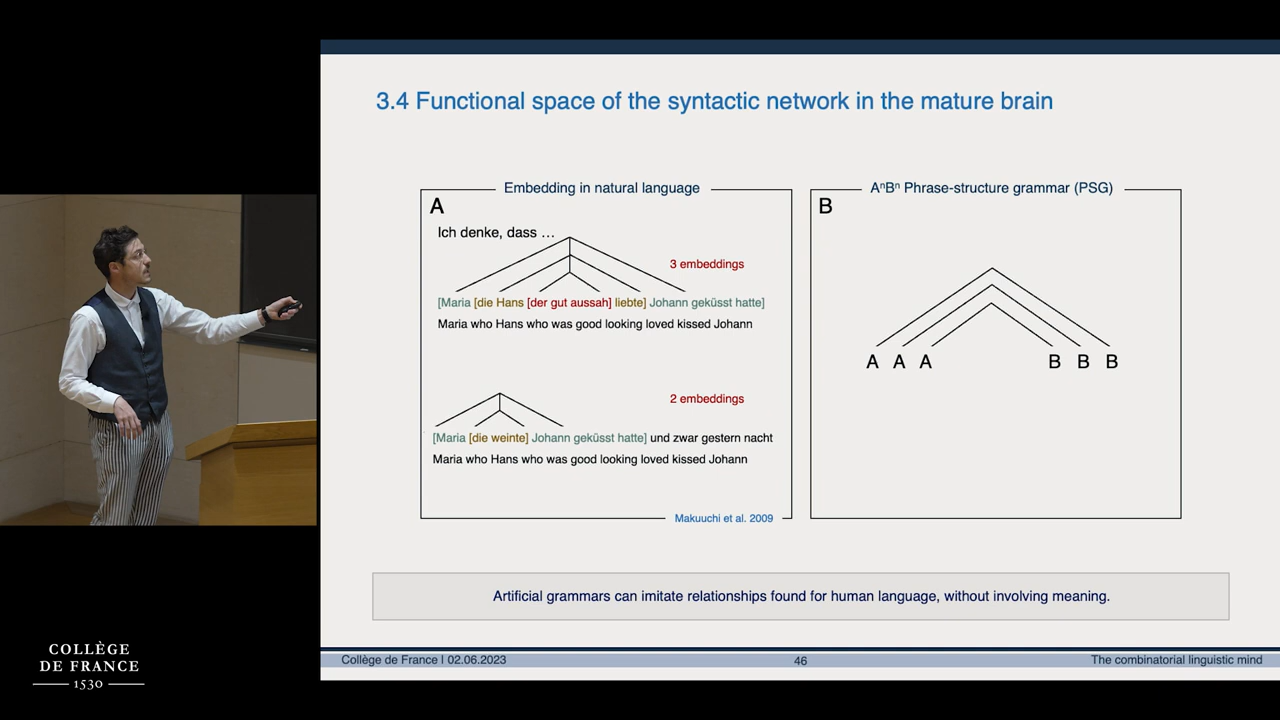 3.4 Functional space of the syntactic network in the mature brain
Embedding in natural language
A
Ich denke, dass …
3 embeddings
[Maria [die Hans [der gut aussah] liebte] Johann geküsst hatte]
Maria who Hans who was good looking loved kissed Johann
2 embeddings
[Maria [die weinte] Johann geküsst hatte] und zwar gestern nacht
Maria who Hans who was good looking loved kissed Johann
Makuuchi et al. 2009
AⁿBⁿ Phrase-structure grammar (PSG)
B
A A A B B B
Artificial grammars can imitate relationships found for human language, without involving meaning.
Collège de France I 02.06.2023
46
The combinatorial linguistic mind
COLLÈGE
DE FRANCE
1530